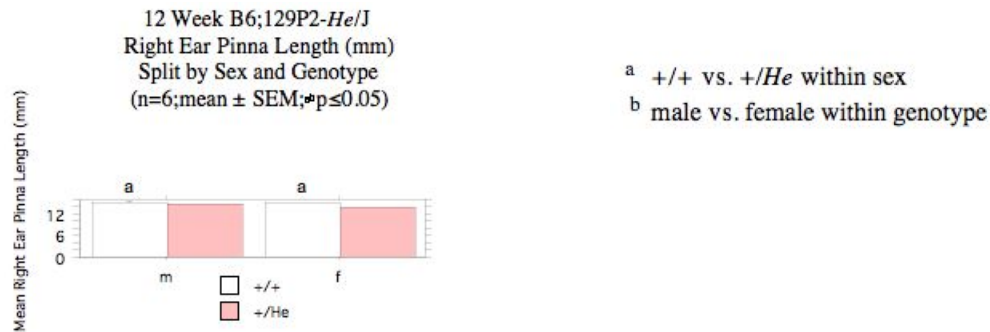 12 Week B6;129P2-He/J
Right Ear Pinna Length (mm)
Split by Sex and Genotype
(n=6;mean ± SEM; p≤0.05)
a +/+ vs. +/He within sex
b male vs. female within genotype
Mean Right Ear Pinna Length (mm)
a a
12
6
0
m f
+/+
+/He